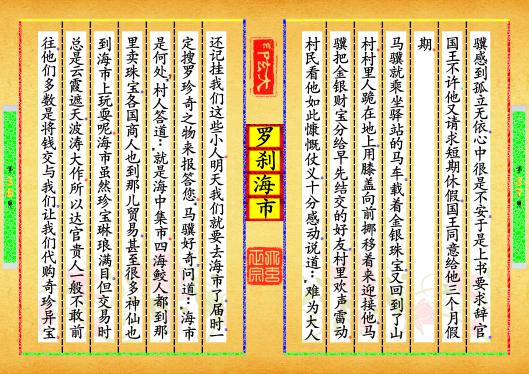 骥感到孤立无依心中很是不安于是上书要求辞官
国王不许他又请求短期休假国王同意给他三个月假
期。
马骥就乘坐驿站的马车载着金银珠宝又回到了山
村村里人跪在地上用膝盖向前挪移着来迎接他马
骥把金银财宝分给早先结交的好友村里欢声雷动
村民看他如此慷慨仗义十分感动说道：难为大人
罗刹海市
还记挂我们这些小人明天我们就要去海市了届时一
定搜罗珍奇之物来报答您。马骥好奇问道：海市
是何处，村人答道：就是海中集市四海鲛人都到那
里卖珠宝各国商人也到那儿贸易甚至很多神仙也
到海市上玩耍呢海市虽然珍宝琳琅满目但交易时
总是云霞遮天波涛大作所以达官贵人一般不敢前
往他们多数是将钱交与我们让我们代购奇珍异宝